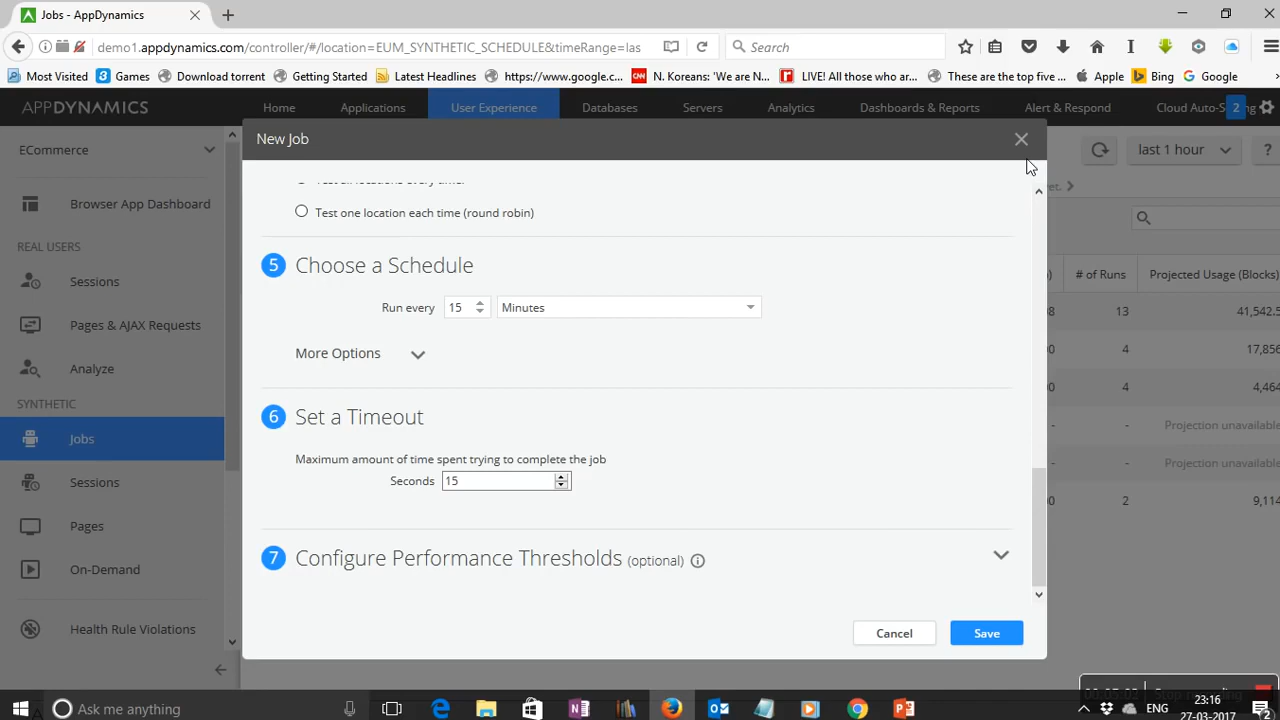 Jobs - AppDynamics
demo1.appdynamics.com/controller/#/location=EUM_SYNTHETIC_SCHEDULE&timeRange=las
Search
Most Visited
Games
Download torrent
Getting Started
Latest Headlines
https://www.google.c...
N. Koreans: 'We are N...
LIVE! All those who ar...
These are the top five ...
Apple
Bing
Google
APPDYNAMICS
Home
Applications
User Experience
Databases
Servers
Analytics
Dashboards & Reports
Alert & Respond
Cloud Auto-S
2
ng
ECommerce
New Job
last 1 hour
?
Browser App Dashboard
REAL USERS
Sessions
Pages & AJAX Requests
Analyze
SYNTHETIC
Jobs
Sessions
Pages
On-Demand
Health Rule Violations
Test all locations every time
Test one location each time (round robin)
5 Choose a Schedule
Run every 15 Minutes
More Options
6 Set a Timeout
Maximum amount of time spent trying to complete the job
Seconds 15
7 Configure Performance Thresholds (optional)
Cancel
Save
# of Runs
Projected Usage (Blocks)
13
41,542.5
4
17,856
4
4,464
- Projection unavailable
- Projection unavailable
2
9,114
Ask me anything
ENG
23:16
27-03-2017